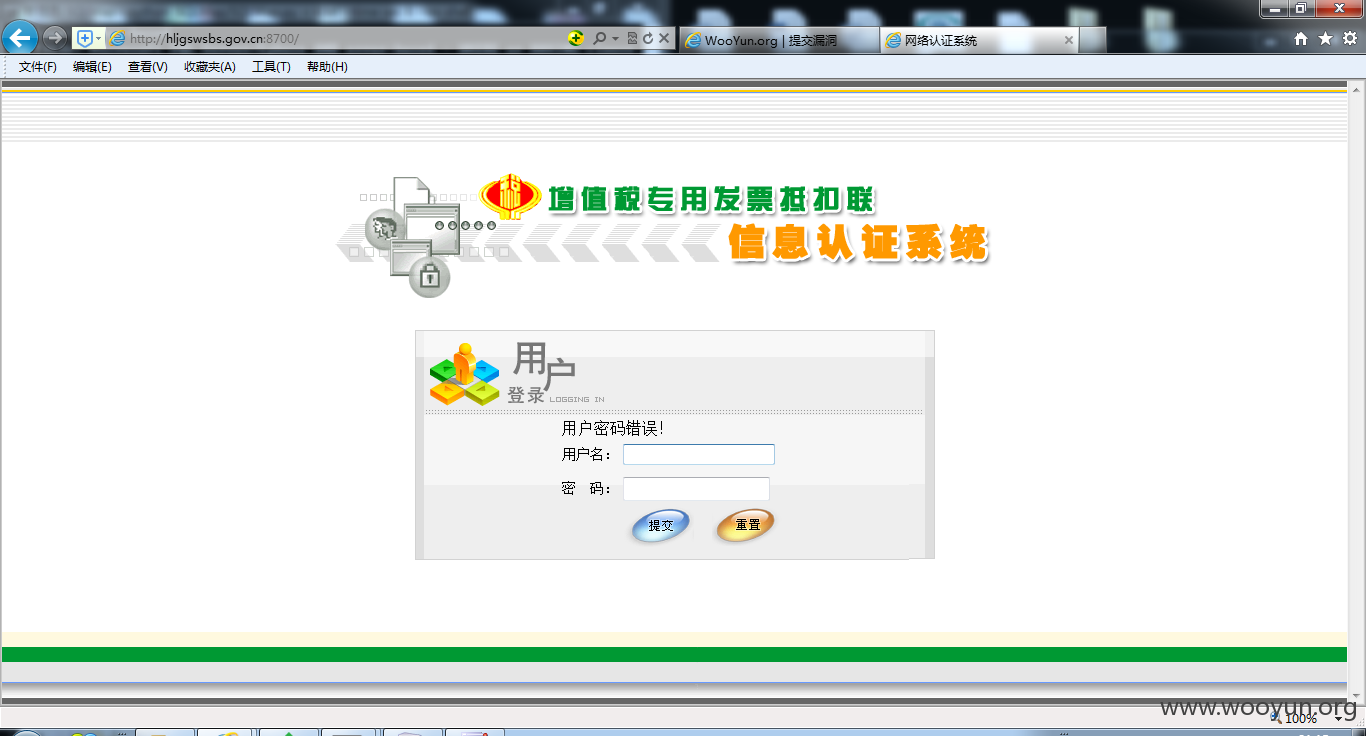 http://hljgswsbs.gov.cn:8700/
WooYun.org | 提交漏洞
网络认证系统
文件(F) 编辑(E) 查看(V) 收藏夹(A) 工具(T) 帮助(H)
增值税专用发票抵扣联
信息认证系统
用户
登录 LOGGING IN
用户密码错误!
用户名：
密 码：
提交 重置
www.wooyun.org
100%